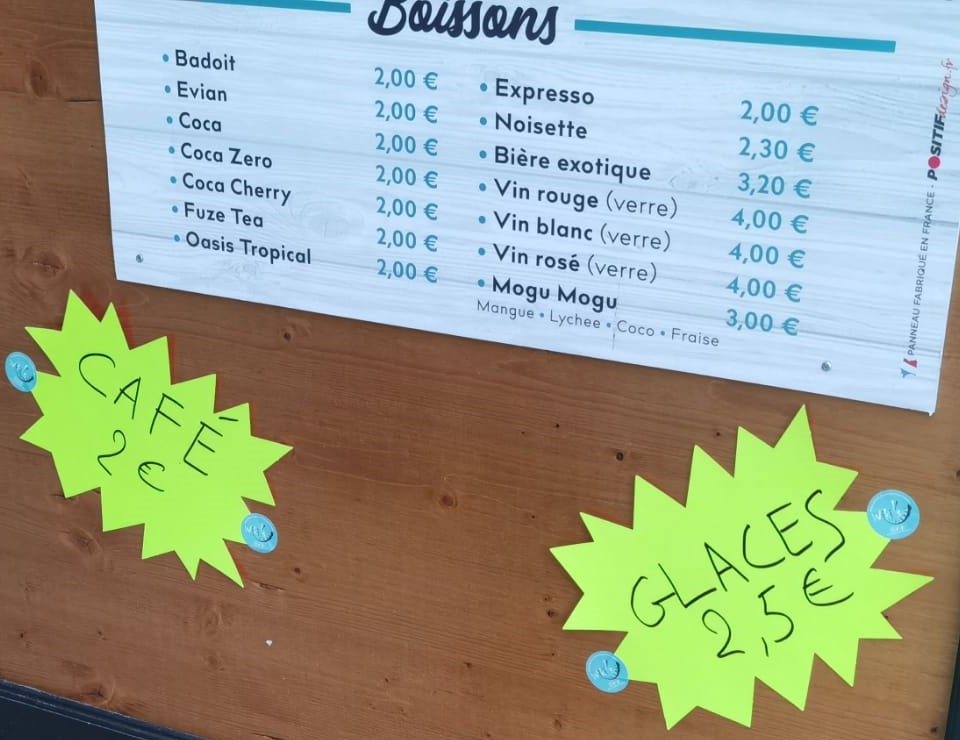 Boissons
• Badoit 2,00 €
• Evian 2,00 €
• Coca 2,00 €
• Coca Zero 2,00 €
• Coca Cherry 2,00 €
• Fuze Tea 2,00 €
• Oasis Tropical 2,00 €
• Expresso 2,00 €
• Noisette 2,30 €
• Bière exotique 3,20 €
• Vin rouge (verre) 4,00 €
• Vin blanc (verre) 4,00 €
• Vin rosé (verre) 4,00 €
• Mogu Mogu 3,00 €
Mangue • Lychee • Coco • Fraise
PANNEAU FABRIQUÉ EN FRANCE • POSITIFdesign.fr
CAFÉ
2 €
GLACES
2,5 €